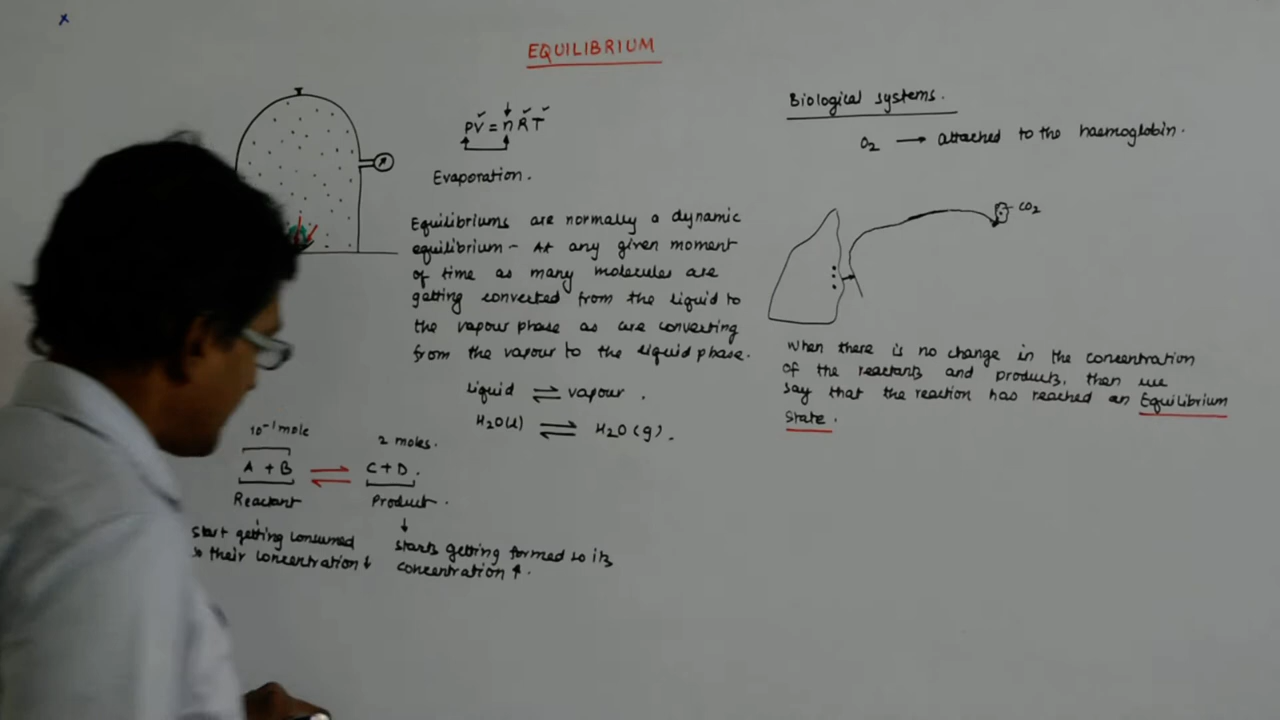 x
EQUILIBRIUM
PV = nRT
Evaporation.
Equilibriums are normally a dynamic
equilibrium - At any given moment
of time as many molecules are
getting converted from the liquid to
the vapour phase as are converting
from the vapour to the liquid phase.
liquid ⇌ vapour.
H2O(l) ⇌ H2O(g).
10⁻¹ mole
2 moles.
A + B ⇌ C + D.
Reactant
Product.
start getting consumed
so their concentration ↓
starts getting formed so its
concentration ↑.
Biological systems.
O2 → attached to the haemoglobin.
CO2
When there is no change in the concentration
of the reactants and products, then we
say that the reaction has reached an Equilibrium
State.